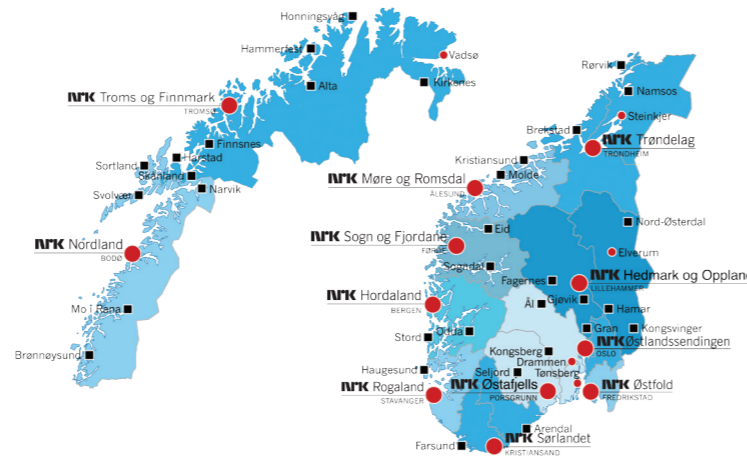 Honningsvåg
Hammerfest
Vadsø
Alta
Kirkenes
NRK Troms og Finnmark
TROMSØ
Finnsnes
Harstad
Sortland
Skånland
Svolvær
Narvik
NRK Nordland
BODØ
Mo i Rana
Brønnøysund
Rørvik
Namsos
Steinkjer
Brekstad
NRK Trøndelag
TRONDHEIM
Kristiansund
Molde
NRK Møre og Romsdal
ÅLESUND
Eid
Nord-Østerdal
NRK Sogn og Fjordane
FØRDE
Elverum
Sogndal
Fagernes
NRK Hedmark og Oppland
LILLEHAMMER
NRK Hordaland
BERGEN
Ål
Gjøvik
Hamar
Stord
Odda
Gran
Kongsvinger
NRK Østlandssendingen
OSLO
Kongsberg
Drammen
Haugesund
Seljord
Tønsberg
NRK Rogaland
STAVANGER
NRK Østafjells
PORSGRUNN
NRK Østfold
FREDRIKSTAD
Arendal
Farsund
NRK Sørlandet
KRISTIANSAND